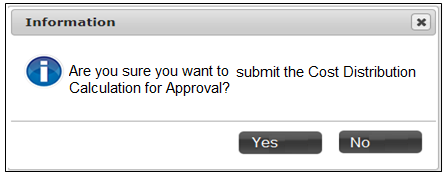 Information
Are you sure you want to submit the Cost Distribution
Calculation for Approval?
Yes No